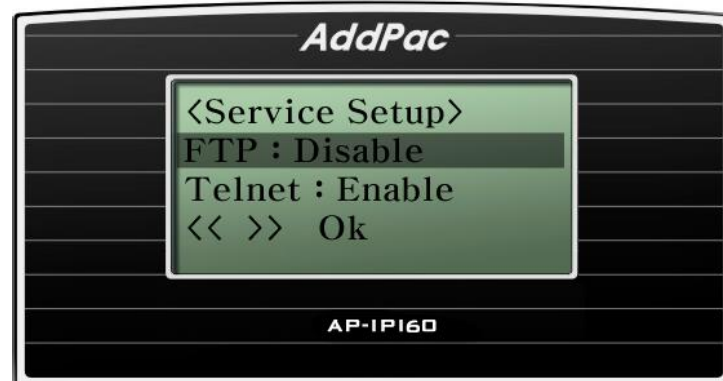 AddPac
<Service Setup>
FTP : Disable
Telnet : Enable
<< >> Ok
AP-IP160